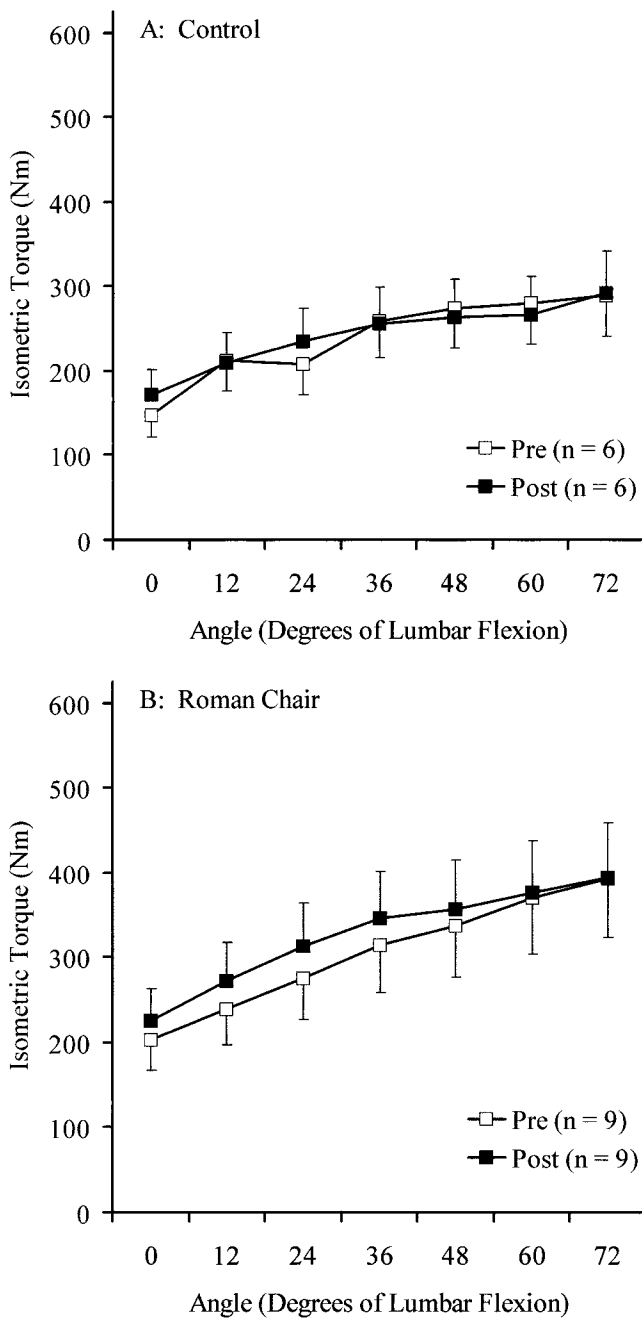 A: Control
600
500
400
300
200
100
0
Isometric Torque (Nm)
Pre (n = 6)
Post (n = 6)
0 12 24 36 48 60 72
Angle (Degrees of Lumbar Flexion)
B: Roman Chair
600
500
400
300
200
100
0
Isometric Torque (Nm)
Pre (n = 9)
Post (n = 9)
0 12 24 36 48 60 72
Angle (Degrees of Lumbar Flexion)